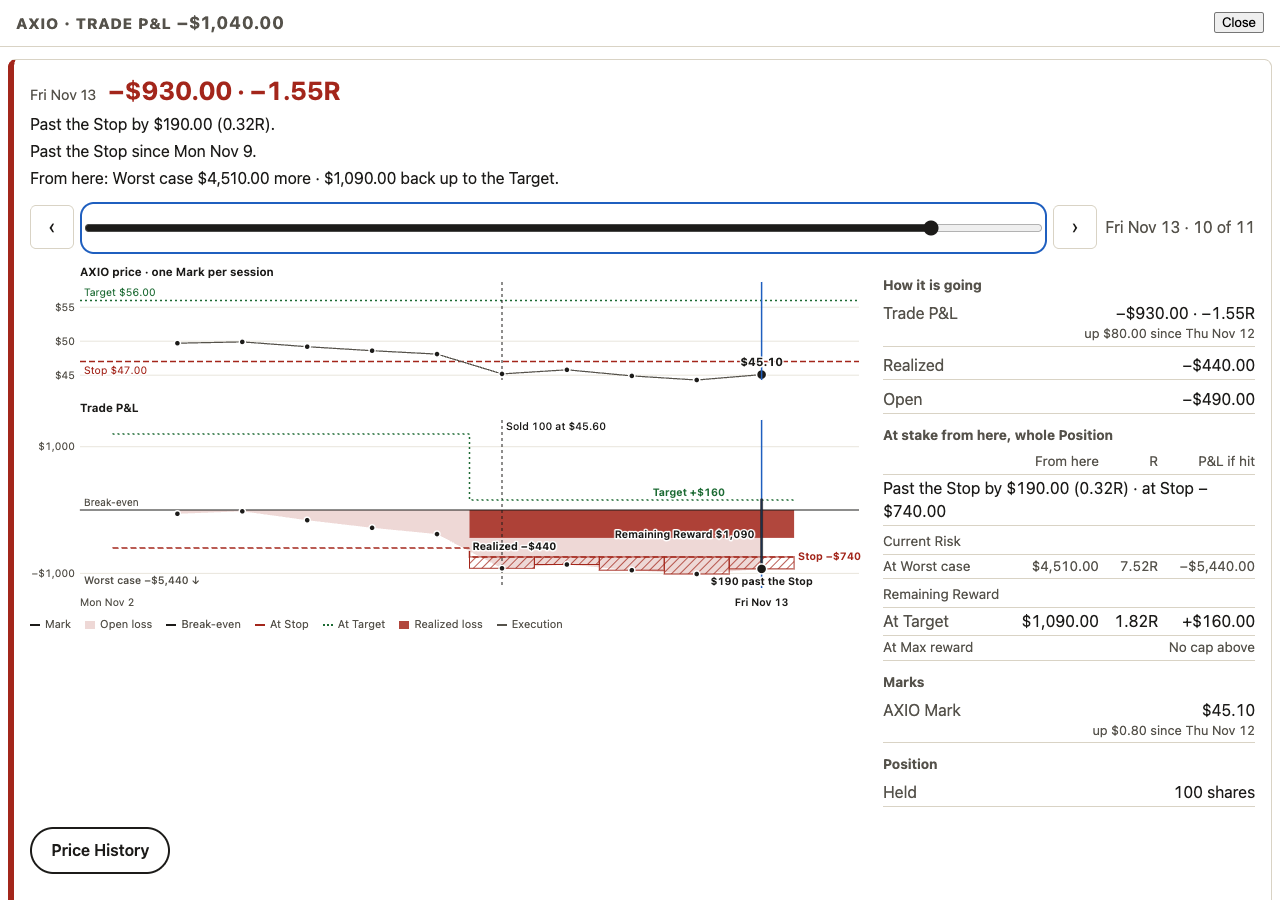 AXIO · TRADE P&L −$1,040.00
Close
Fri Nov 13 −$930.00 · −1.55R
Past the Stop by $190.00 (0.32R).
Past the Stop since Mon Nov 9.
From here: Worst case $4,510.00 more · $1,090.00 back up to the Target.
‹
›
Fri Nov 13 · 10 of 11
AXIO price · one Mark per session
Target $56.00
$55
$50
$45
Stop $47.00
$45.10
Trade P&L
Sold 100 at $45.60
$1,000
Target +$160
Break-even
Remaining Reward $1,090
Realized −$440
Stop −$740
−$1,000
Worst case −$5,440 ↓
$190 past the Stop
Mon Nov 2
Fri Nov 13
Mark
Open loss
Break-even
At Stop
At Target
Realized loss
Execution
How it is going
Trade P&L −$930.00 · −1.55R
up $80.00 since Thu Nov 12
Realized −$440.00
Open −$490.00
At stake from here, whole Position
From here R P&L if hit
Past the Stop by $190.00 (0.32R) · at Stop −
$740.00
Current Risk
At Worst case $4,510.00 7.52R −$5,440.00
Remaining Reward
At Target $1,090.00 1.82R +$160.00
At Max reward No cap above
Marks
AXIO Mark $45.10
up $0.80 since Thu Nov 12
Position
Held 100 shares
Price History